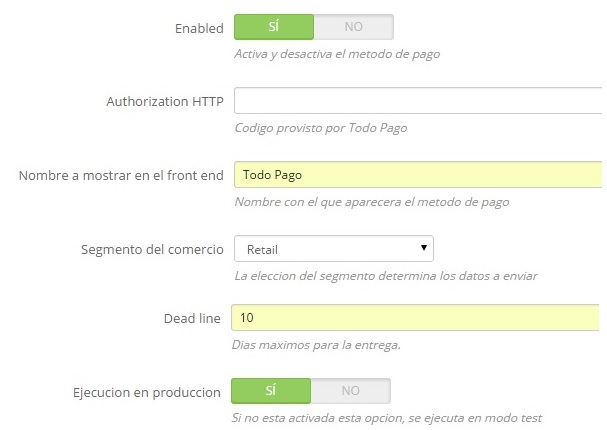 Enabled SÍ NO
Activa y desactiva el metodo de pago
Authorization HTTP
Codigo provisto por Todo Pago
Nombre a mostrar en el front end Todo Pago
Nombre con el que aparecera el metodo de pago
Segmento del comercio Retail
La eleccion del segmento determina los datos a enviar
Dead line 10
Dias maximos para la entrega.
Ejecucion en produccion SÍ NO
Si no esta activada esta opcion, se ejecuta en modo test